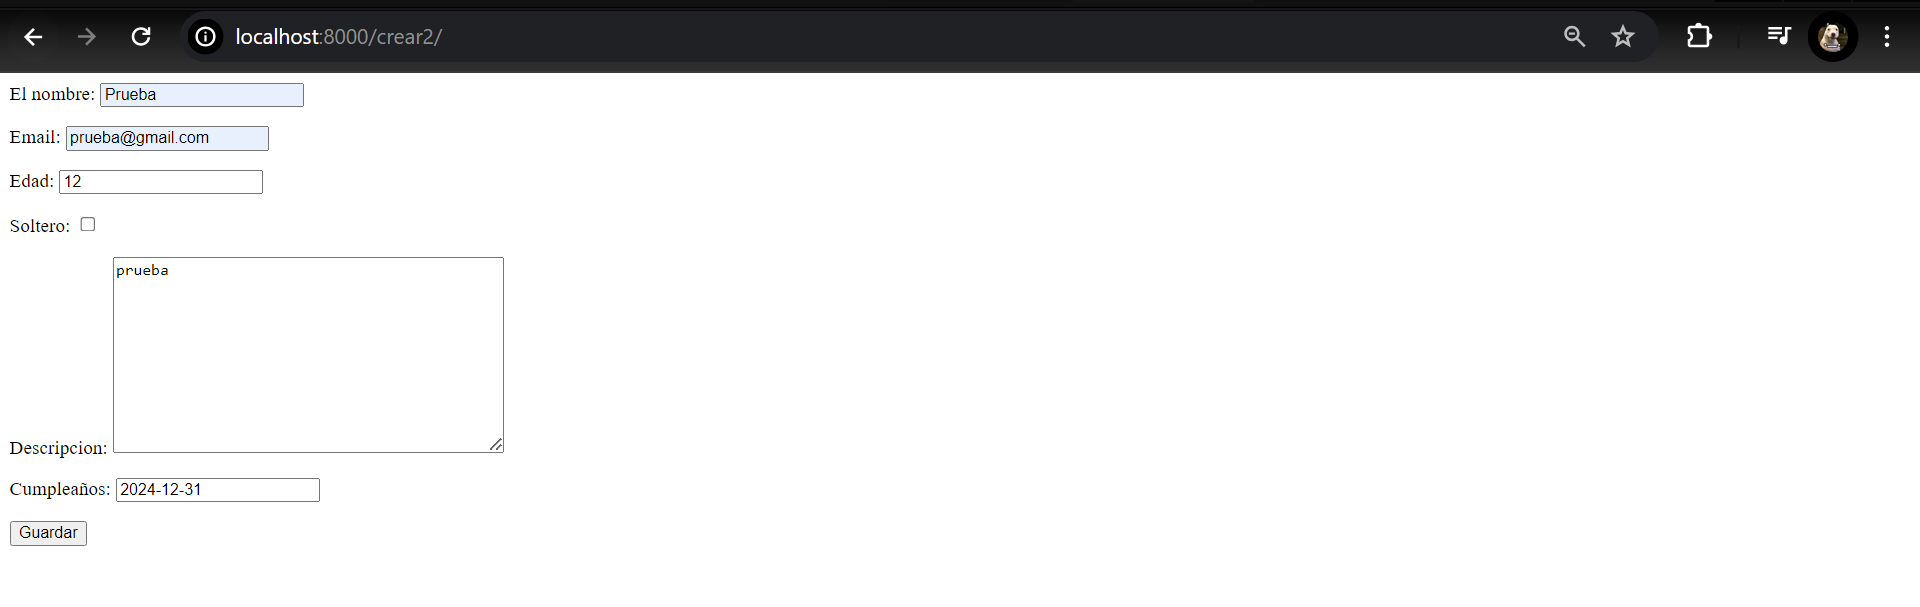 localhost:8000/crear2/
El nombre: Prueba
Email: prueba@gmail.com
Edad: 12
Soltero:
prueba
Descripcion:
Cumpleaños: 2024-12-31
Guardar